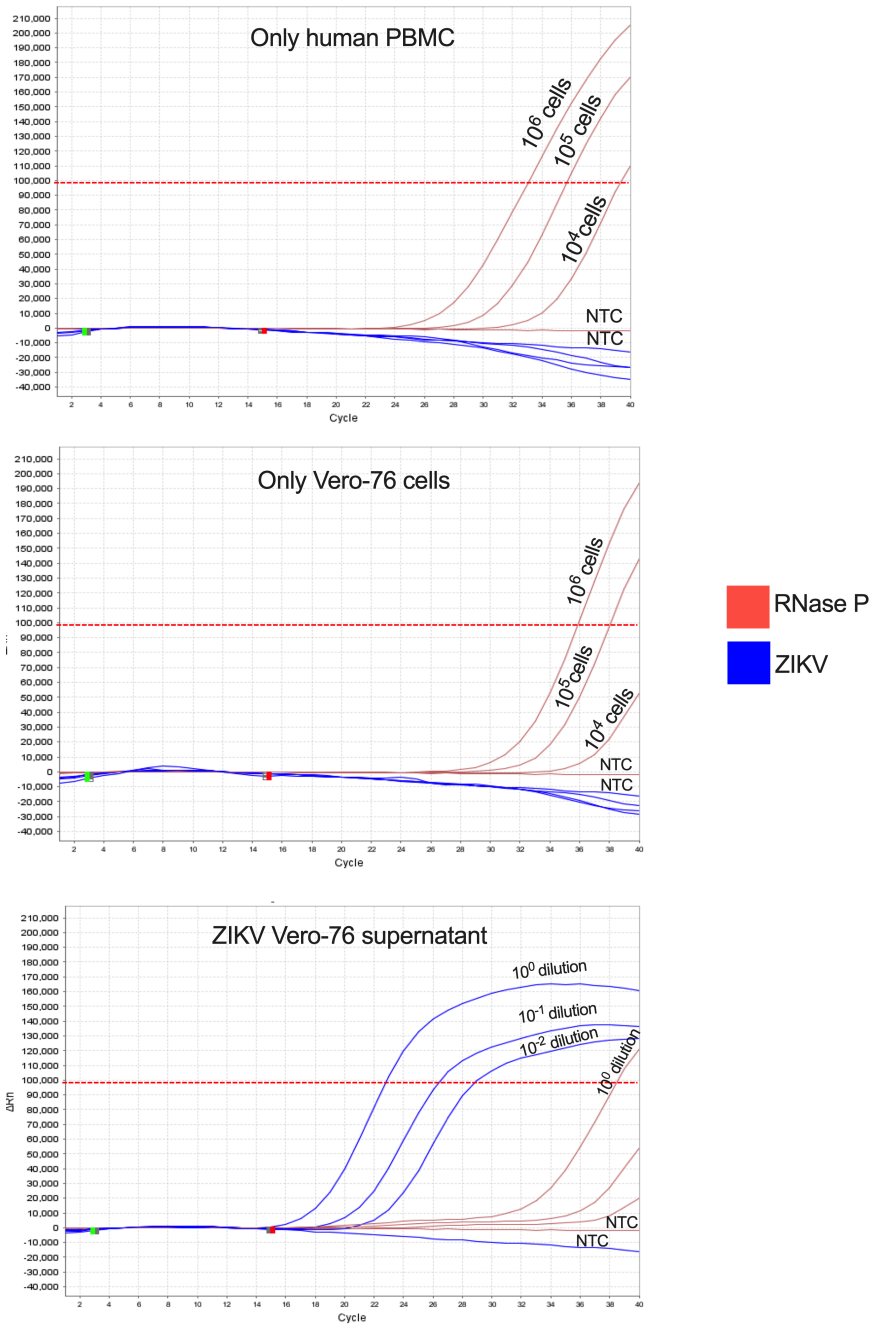 Only human PBMC
210,000
200,000
190,000
180,000
170,000
160,000
150,000
140,000
130,000
120,000
110,000
100,000
90,000
80,000
70,000
60,000
50,000
40,000
30,000
20,000
10,000
0
-10,000
-20,000
-30,000
-40,000
10⁶ cells
10⁵ cells
10⁴ cells
NTC
NTC
2 4 6 8 10 12 14 16 18 20 22 24 26 28 30 32 34 36 38 40
Cycle
Only Vero-76 cells
210,000
200,000
190,000
180,000
170,000
160,000
150,000
140,000
130,000
120,000
110,000
100,000
90,000
80,000
70,000
60,000
50,000
40,000
30,000
20,000
10,000
0
-10,000
-20,000
-30,000
-40,000
10⁶ cells
10⁵ cells
10⁴ cells
NTC
NTC
2 4 6 8 10 12 14 16 18 20 22 24 26 28 30 32 34 36 38 40
Cycle
RNase P
ZIKV
ZIKV Vero-76 supernatant
210,000
200,000
190,000
180,000
170,000
160,000
150,000
140,000
130,000
120,000
110,000
100,000
90,000
80,000
70,000
60,000
50,000
40,000
30,000
20,000
10,000
0
-10,000
-20,000
-30,000
-40,000
ΔRn
10⁰ dilution
10⁻¹ dilution
10⁻² dilution
10⁰ dilution
NTC
NTC
2 4 6 8 10 12 14 16 18 20 22 24 26 28 30 32 34 36 38 40
Cycle